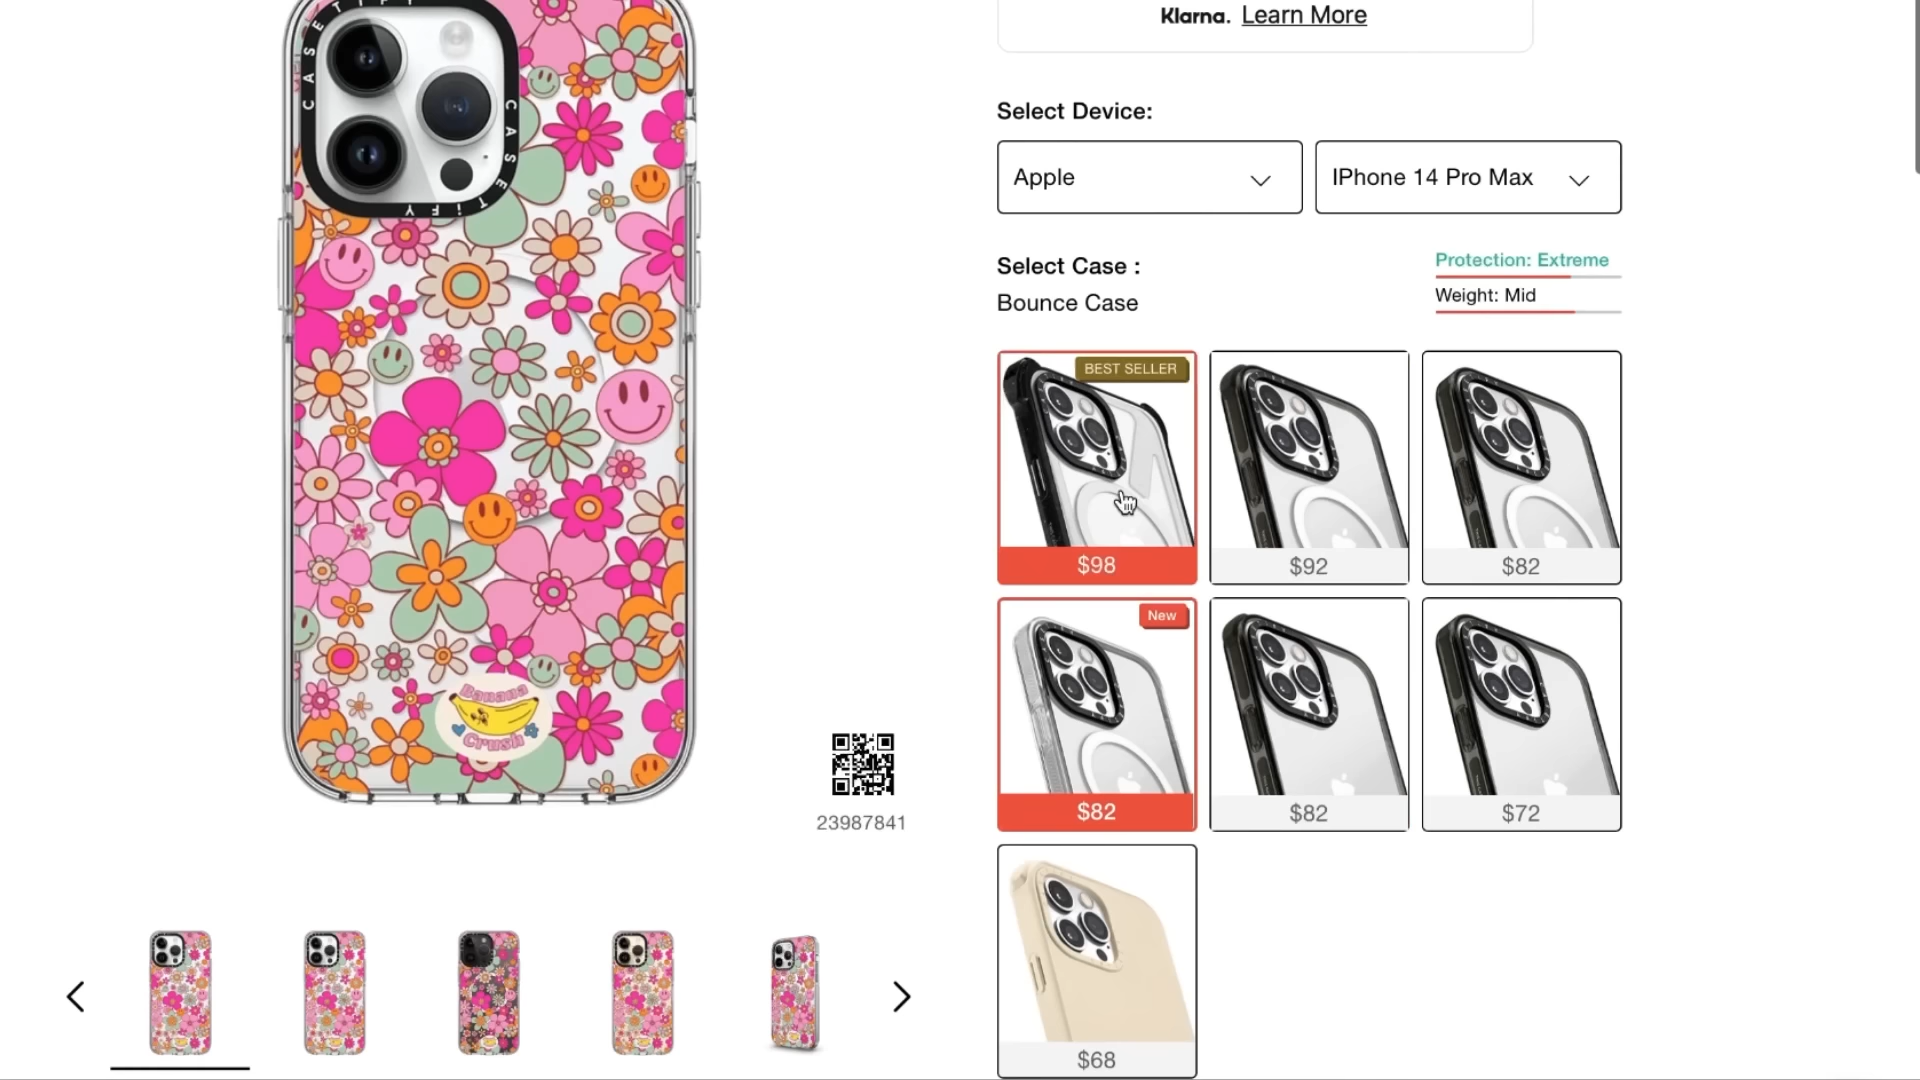 CASETiFY
CASETiFY
Banana
Crush
23987841
Klarna. Learn More
Select Device:
Apple
IPhone 14 Pro Max
Select Case :
Bounce Case
Protection: Extreme
Weight: Mid
BEST SELLER
$98
$92
$82
New
$82
$82
$72
$68